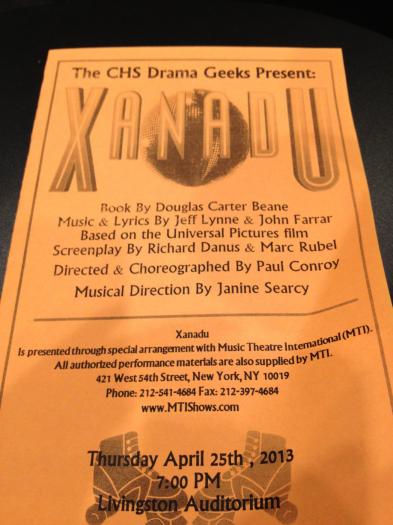 The CHS Drama Geeks Present:
XANADU
Book By Douglas Carter Beane
Music & Lyrics By Jeff Lynne & John Farrar
Based on the Universal Pictures film
Screenplay By Richard Danus & Marc Rubel
Directed & Choreographed By Paul Conroy
Musical Direction By Janine Searcy
Xanadu
Is presented through special arrangement with Music Theatre International (MTI).
All authorized performance materials are also supplied by MTI.
421 West 54th Street, New York, NY 10019
Phone: 212-541-4684 Fax: 212-397-4684
www.MTIShows.com
Thursday April 25th , 2013
7:00 PM
Livingston Auditorium